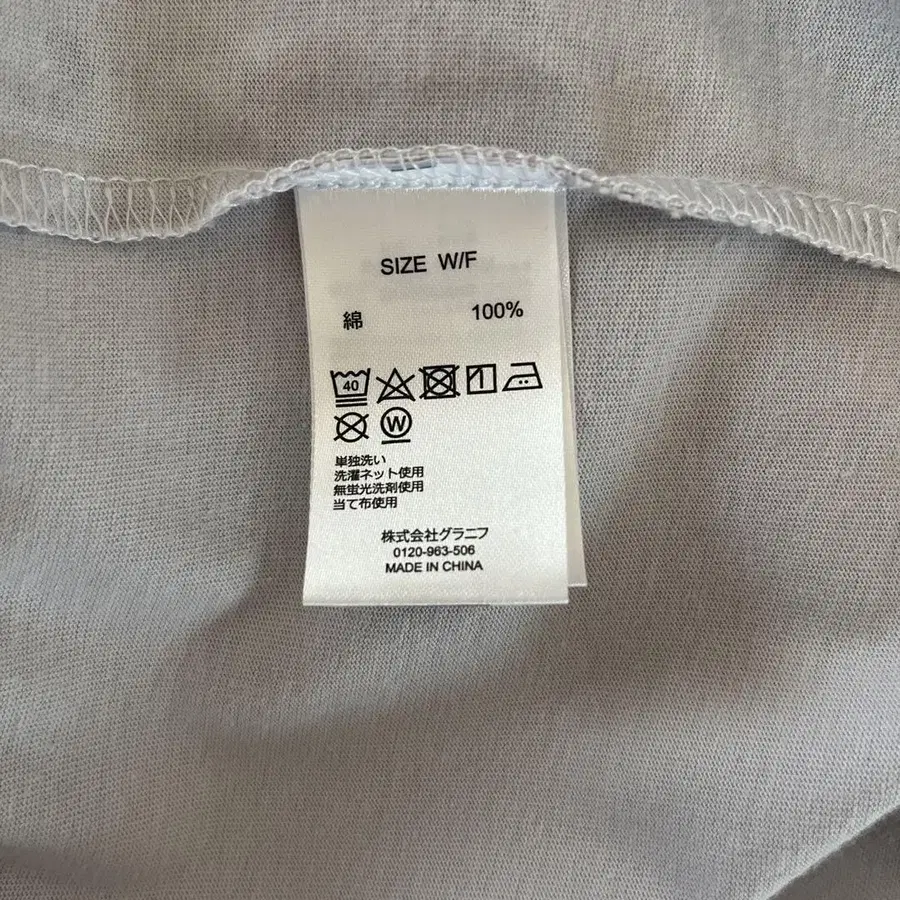 SIZE W/F
綿 100%
40
W
単独洗い
洗濯ネット使用
無蛍光洗剤使用
当て布使用
株式会社グラニフ
0120-963-506
MADE IN CHINA